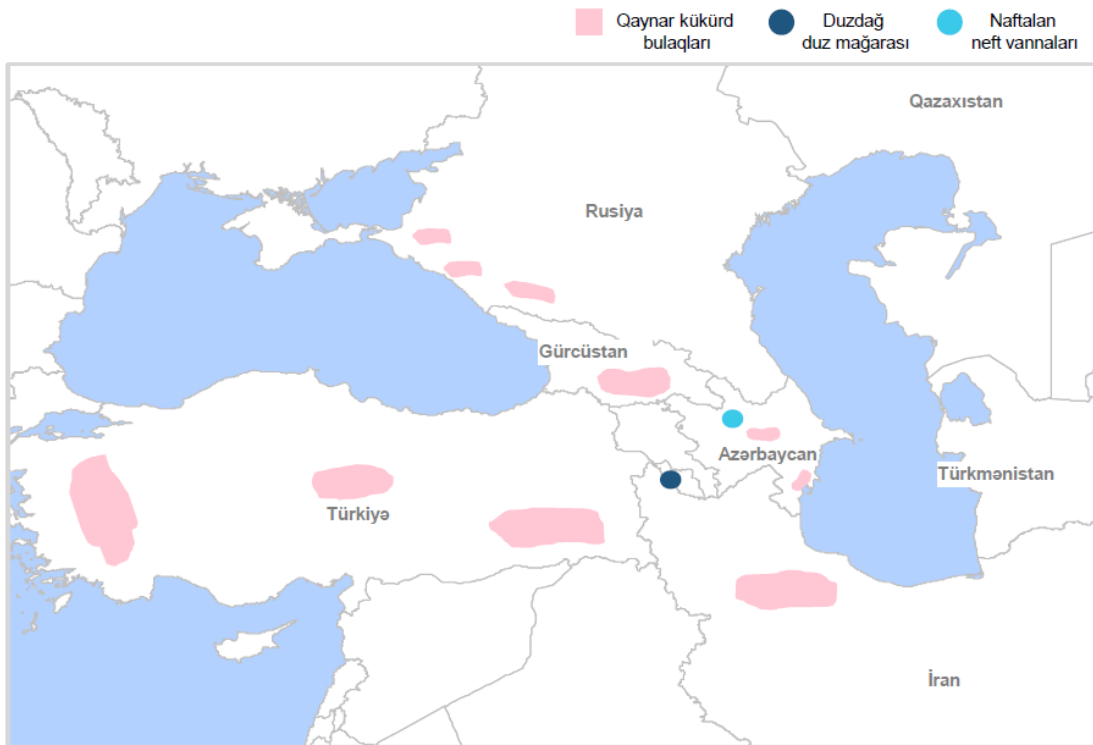 Qaynar kükürd
bulaqları
Duzdağ
duz mağarası
Naftalan
neft vannaları
Qazaxıstan
Rusiya
Gürcüstan
Azərbaycan
Türkmənistan
Türkiyə
İran